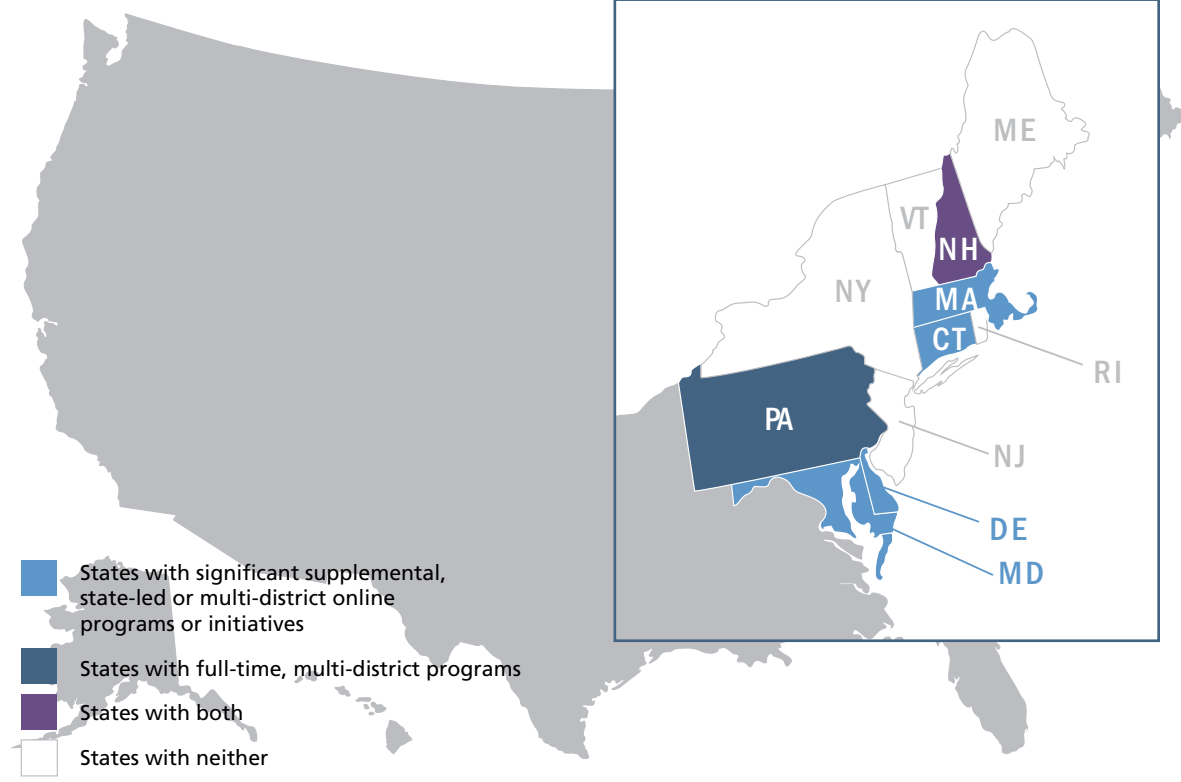 ME
VT
NH
NY
MA
CT
RI
PA
NJ
DE
MD
States with significant supplemental,
state-led or multi-district online
programs or initiatives
States with full-time, multi-district programs
States with both
States with neither